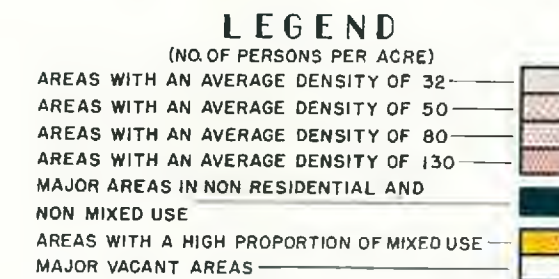 LEGEND
(NO. OF PERSONS PER ACRE)
AREAS WITH AN AVERAGE DENSITY OF 32
AREAS WITH AN AVERAGE DENSITY OF 50
AREAS WITH AN AVERAGE DENSITY OF 80
AREAS WITH AN AVERAGE DENSITY OF 130
MAJOR AREAS IN NON RESIDENTIAL AND
NON MIXED USE
AREAS WITH A HIGH PROPORTION OF MIXED USE
MAJOR VACANT AREAS